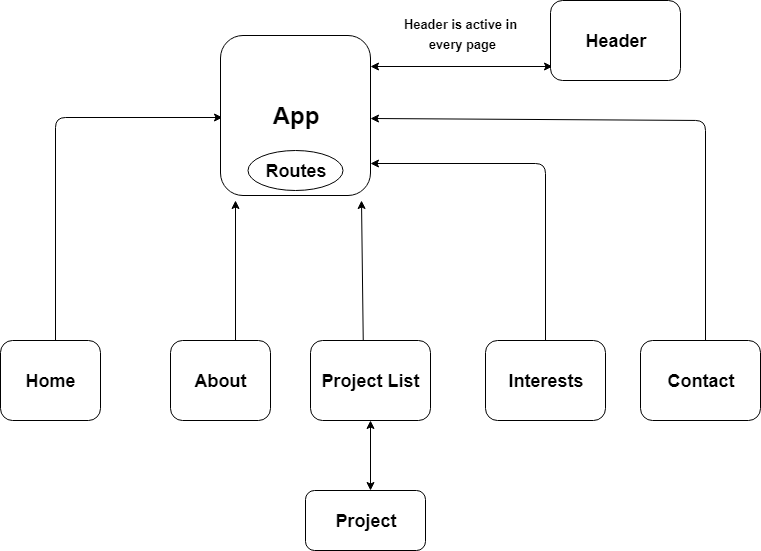 Header is active in
every page
Header
App
Routes
Home
About
Project List
Interests
Contact
Project